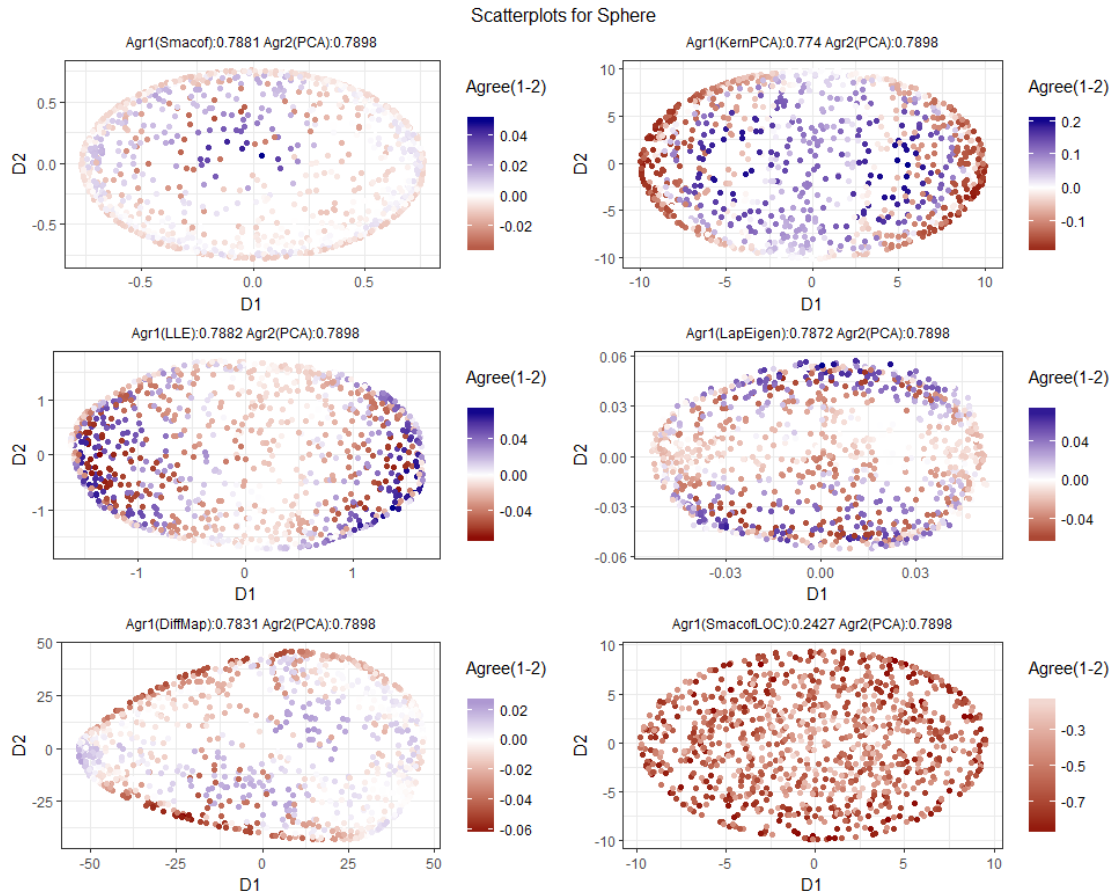 Scatterplots for Sphere
Agr1(Smacof):0.7881 Agr2(PCA):0.7898
D2
0.5
0.0
-0.5
-0.5
0.0
0.5
D1
Agree(1-2)
0.04
0.02
0.00
-0.02
Agr1(KernPCA):0.774 Agr2(PCA):0.7898
D2
10
5
0
-5
-10
-10
-5
0
5
10
D1
Agree(1-2)
0.2
0.1
0.0
-0.1
Agr1(LLE):0.7882 Agr2(PCA):0.7898
D2
1
0
-1
-1
0
1
D1
Agree(1-2)
0.04
0.00
-0.04
Agr1(LapEigen):0.7872 Agr2(PCA):0.7898
D2
0.06
0.03
0.00
-0.03
-0.06
-0.03
0.00
0.03
D1
Agree(1-2)
0.04
0.00
-0.04
Agr1(DiffMap):0.7831 Agr2(PCA):0.7898
D2
50
25
0
-25
-50
-25
0
25
50
D1
Agree(1-2)
0.02
0.00
-0.02
-0.04
-0.06
Agr1(SmacofLOC):0.2427 Agr2(PCA):0.7898
D2
10
5
0
-5
-10
-10
-5
0
5
10
D1
Agree(1-2)
-0.3
-0.5
-0.7